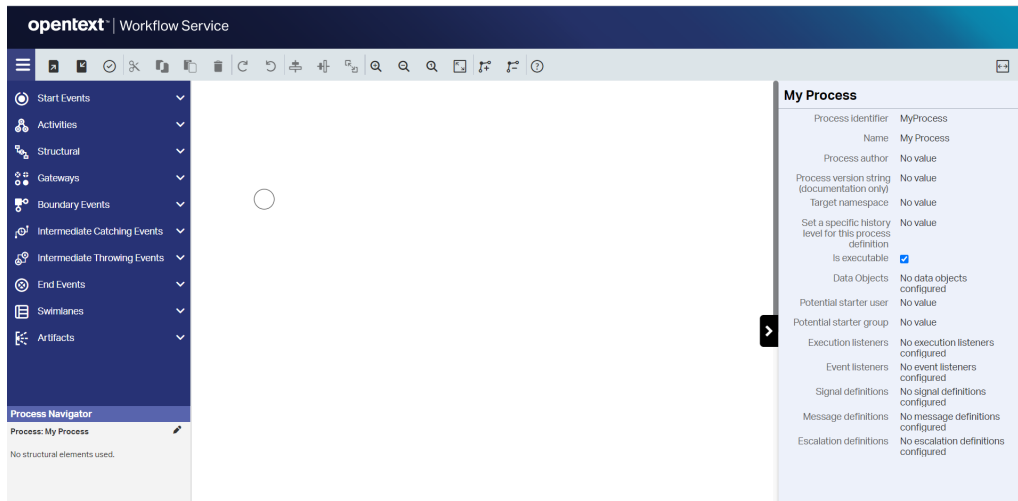 opentext™ | Workflow Service
Start Events
Activities
Structural
Gateways
Boundary Events
Intermediate Catching Events
Intermediate Throwing Events
End Events
Swimlanes
Artifacts
Process Navigator
Process: My Process
No structural elements used.
My Process
Process identifier MyProcess
Name My Process
Process author No value
Process version string No value
(documentation only)
Target namespace No value
Set a specific history No value
level for this process
definition
Is executable
Data Objects No data objects
configured
Potential starter user No value
Potential starter group No value
Execution listeners No execution listeners
configured
Event listeners No event listeners
configured
Signal definitions No signal definitions
configured
Message definitions No message definitions
configured
Escalation definitions No escalation definitions
configured